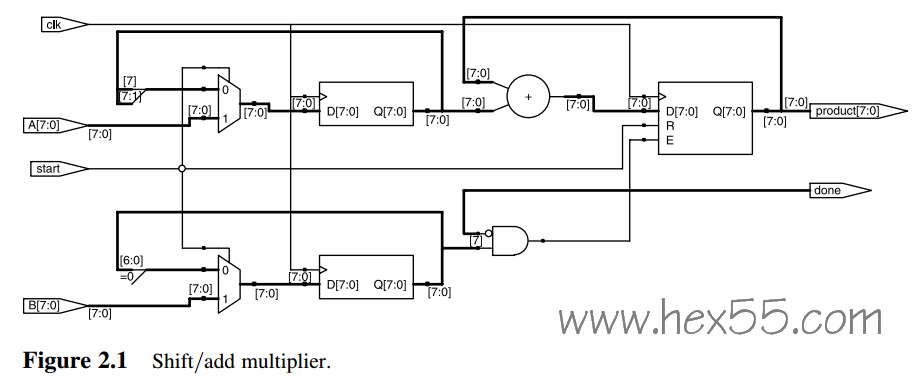 clk
[7:0]
[7:0]
[7]
[7:1]
0
[7:0]
1
[7:0]
[7:0]
D[7:0]
Q[7:0]
[7:0]
[7:0]
+
[7:0]
[7:0]
D[7:0]
Q[7:0]
R
E
[7:0]
[7:0]
product[7:0]
A[7:0]
[7:0]
start
done
[7]
[6:0]
=0
0
[7:0]
1
[7:0]
[7:0]
D[7:0]
Q[7:0]
[7:0]
B[7:0]
[7:0]
www.hex55.com
Figure 2.1 Shift/add multiplier.